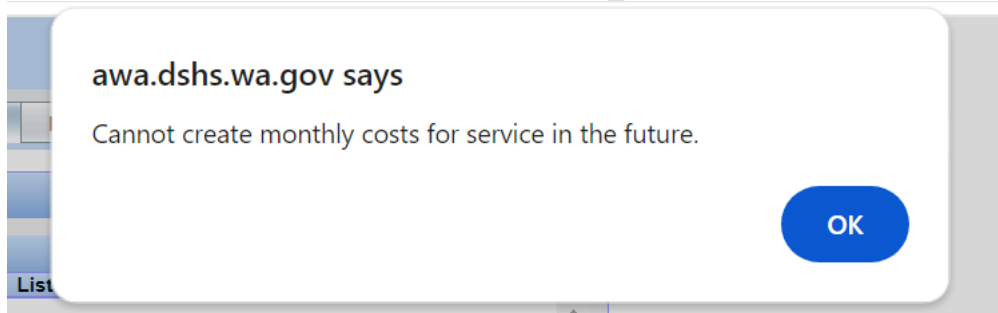 awa.dshs.wa.gov says
Cannot create monthly costs for service in the future.
OK
List